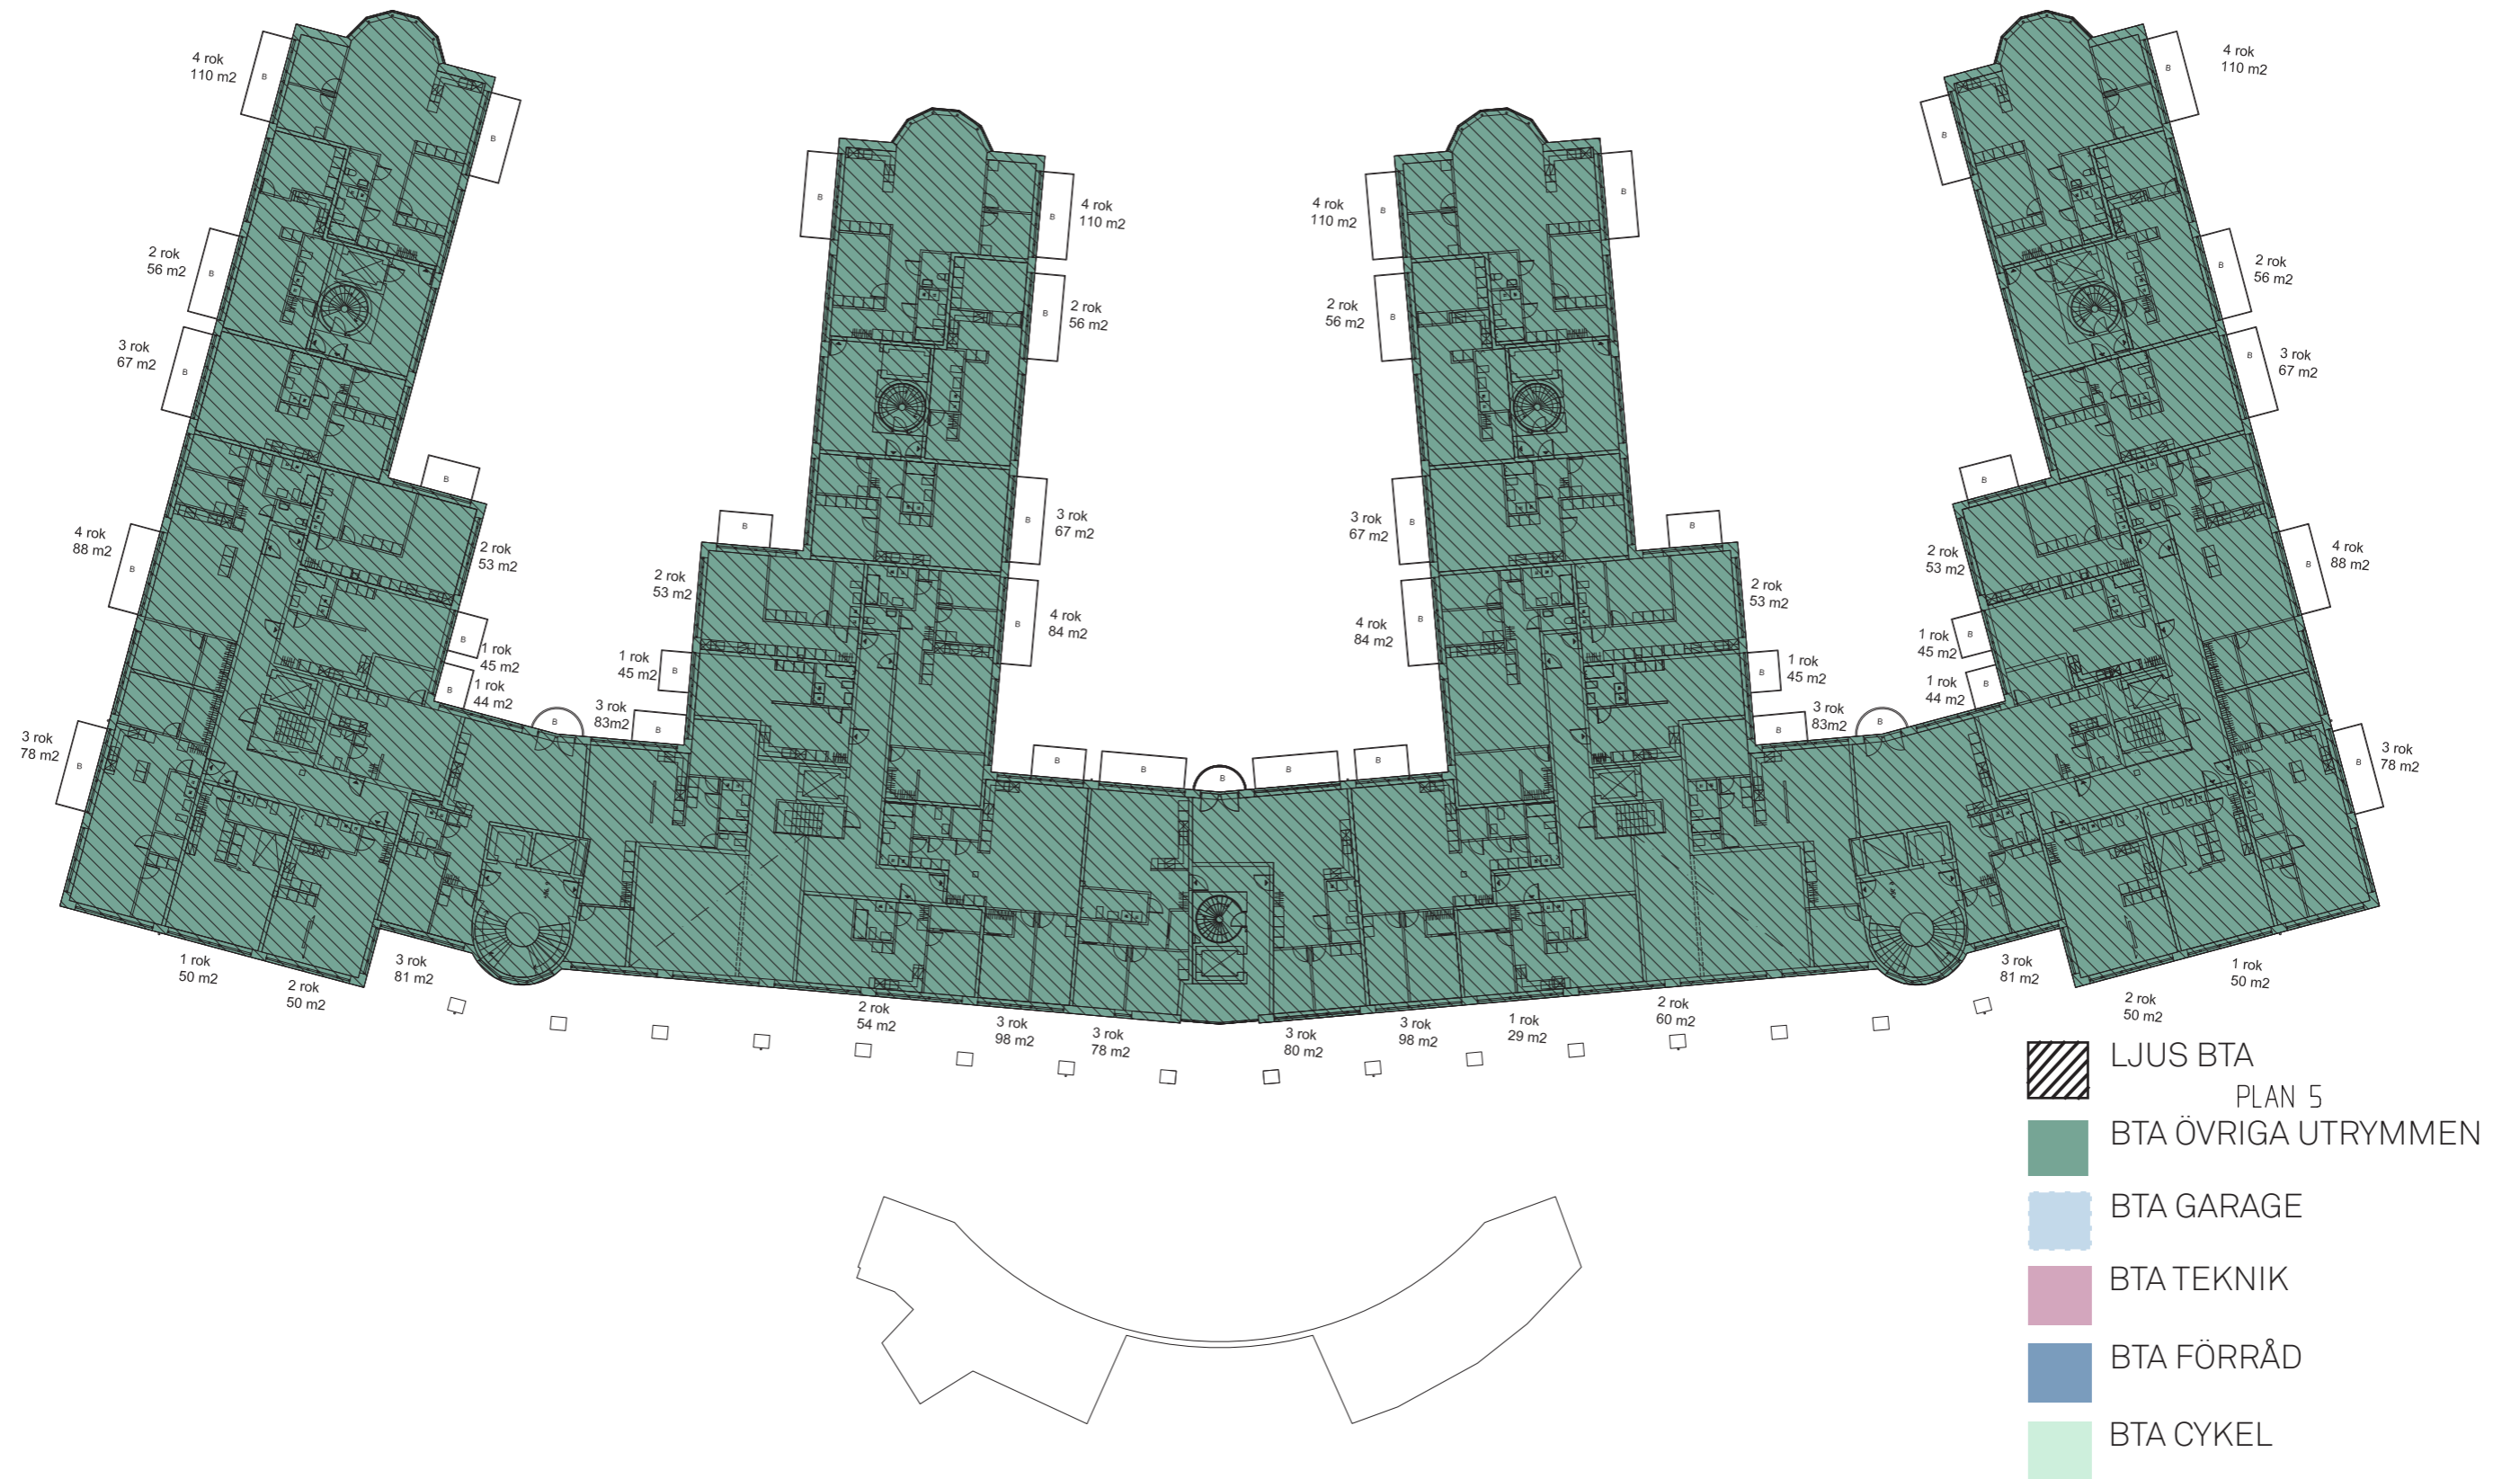 4 rok
110 m2
B
B
2 rok
56 m2
B
3 rok
67 m2
B
4 rok
88 m2
B
3 rok
78 m2
B
B
2 rok
53 m2
B
1 rok
45 m2
B
1 rok
44 m2
1 rok
50 m2
2 rok
50 m2
3 rok
81 m2
B
B
B
4 rok
110 m2
B
2 rok
56 m2
B
3 rok
67 m2
B
4 rok
84 m2
B
2 rok
53 m2
1 rok
45 m2
B
3 rok
83m2
B
B
B
B
B
B
2 rok
54 m2
3 rok
98 m2
3 rok
78 m2
3 rok
80 m2
3 rok
98 m2
1 rok
29 m2
2 rok
60 m2
4 rok
110 m2
B
B
2 rok
56 m2
B
3 rok
67 m2
B
4 rok
84 m2
B
B
2 rok
53 m2
B
1 rok
45 m2
B
3 rok
83m2
B
B
4 rok
110 m2
B
2 rok
56 m2
B
3 rok
67 m2
B
4 rok
88 m2
B
3 rok
78 m2
B
B
2 rok
53 m2
1 rok
45 m2
B
1 rok
44 m2
B
3 rok
81 m2
2 rok
50 m2
1 rok
50 m2
LJUS BTA
PLAN 5
BTA ÖVRIGA UTRYMMEN
BTA GARAGE
BTA TEKNIK
BTA FÖRRÅD
BTA CYKEL